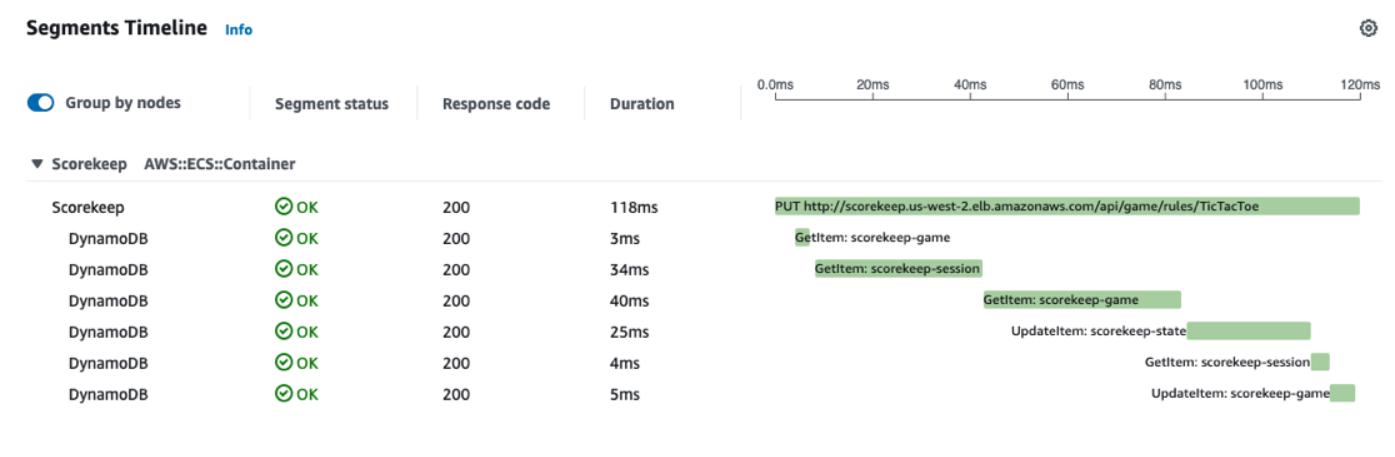 Segments Timeline Info
0.0ms 20ms 40ms 60ms 80ms 100ms 120ms
Group by nodes Segment status Response code Duration
Scorekeep AWS::ECS::Container
Scorekeep OK 200 118ms PUT http://scorekeep.us-west-2.elb.amazonaws.com/api/game/rules/TicTacToe
DynamoDB OK 200 3ms GetItem: scorekeep-game
DynamoDB OK 200 34ms GetItem: scorekeep-session
DynamoDB OK 200 40ms GetItem: scorekeep-game
DynamoDB OK 200 25ms UpdateItem: scorekeep-state
DynamoDB OK 200 4ms GetItem: scorekeep-session
DynamoDB OK 200 5ms UpdateItem: scorekeep-game